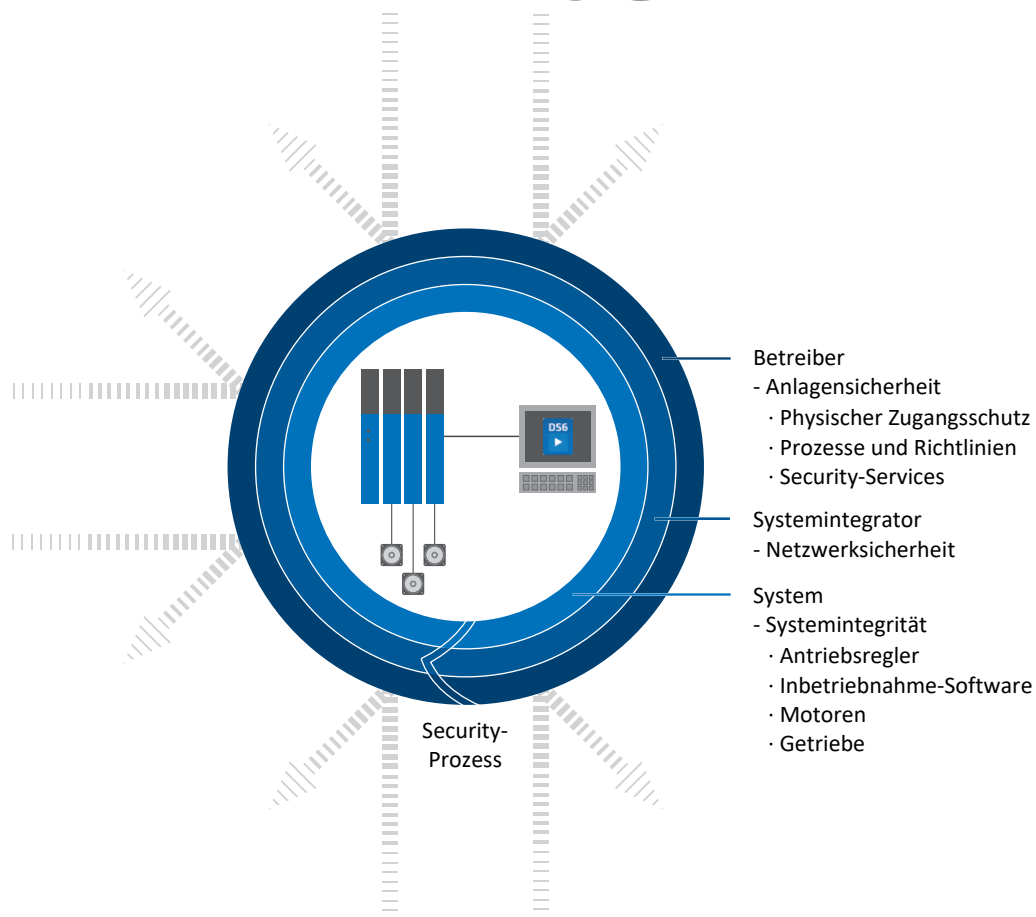 DS6
Betreiber
- Anlagensicherheit
· Physischer Zugangsschutz
· Prozesse und Richtlinien
· Security-Services
Systemintegrator
- Netzwerksicherheit
System
- Systemintegrität
· Antriebsregler
· Inbetriebnahme-Software
· Motoren
· Getriebe
Security-
Prozess